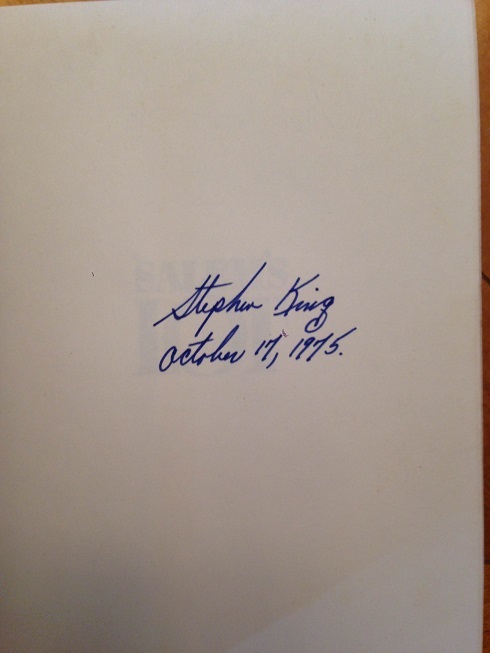 Stephen King
October 17, 1975.